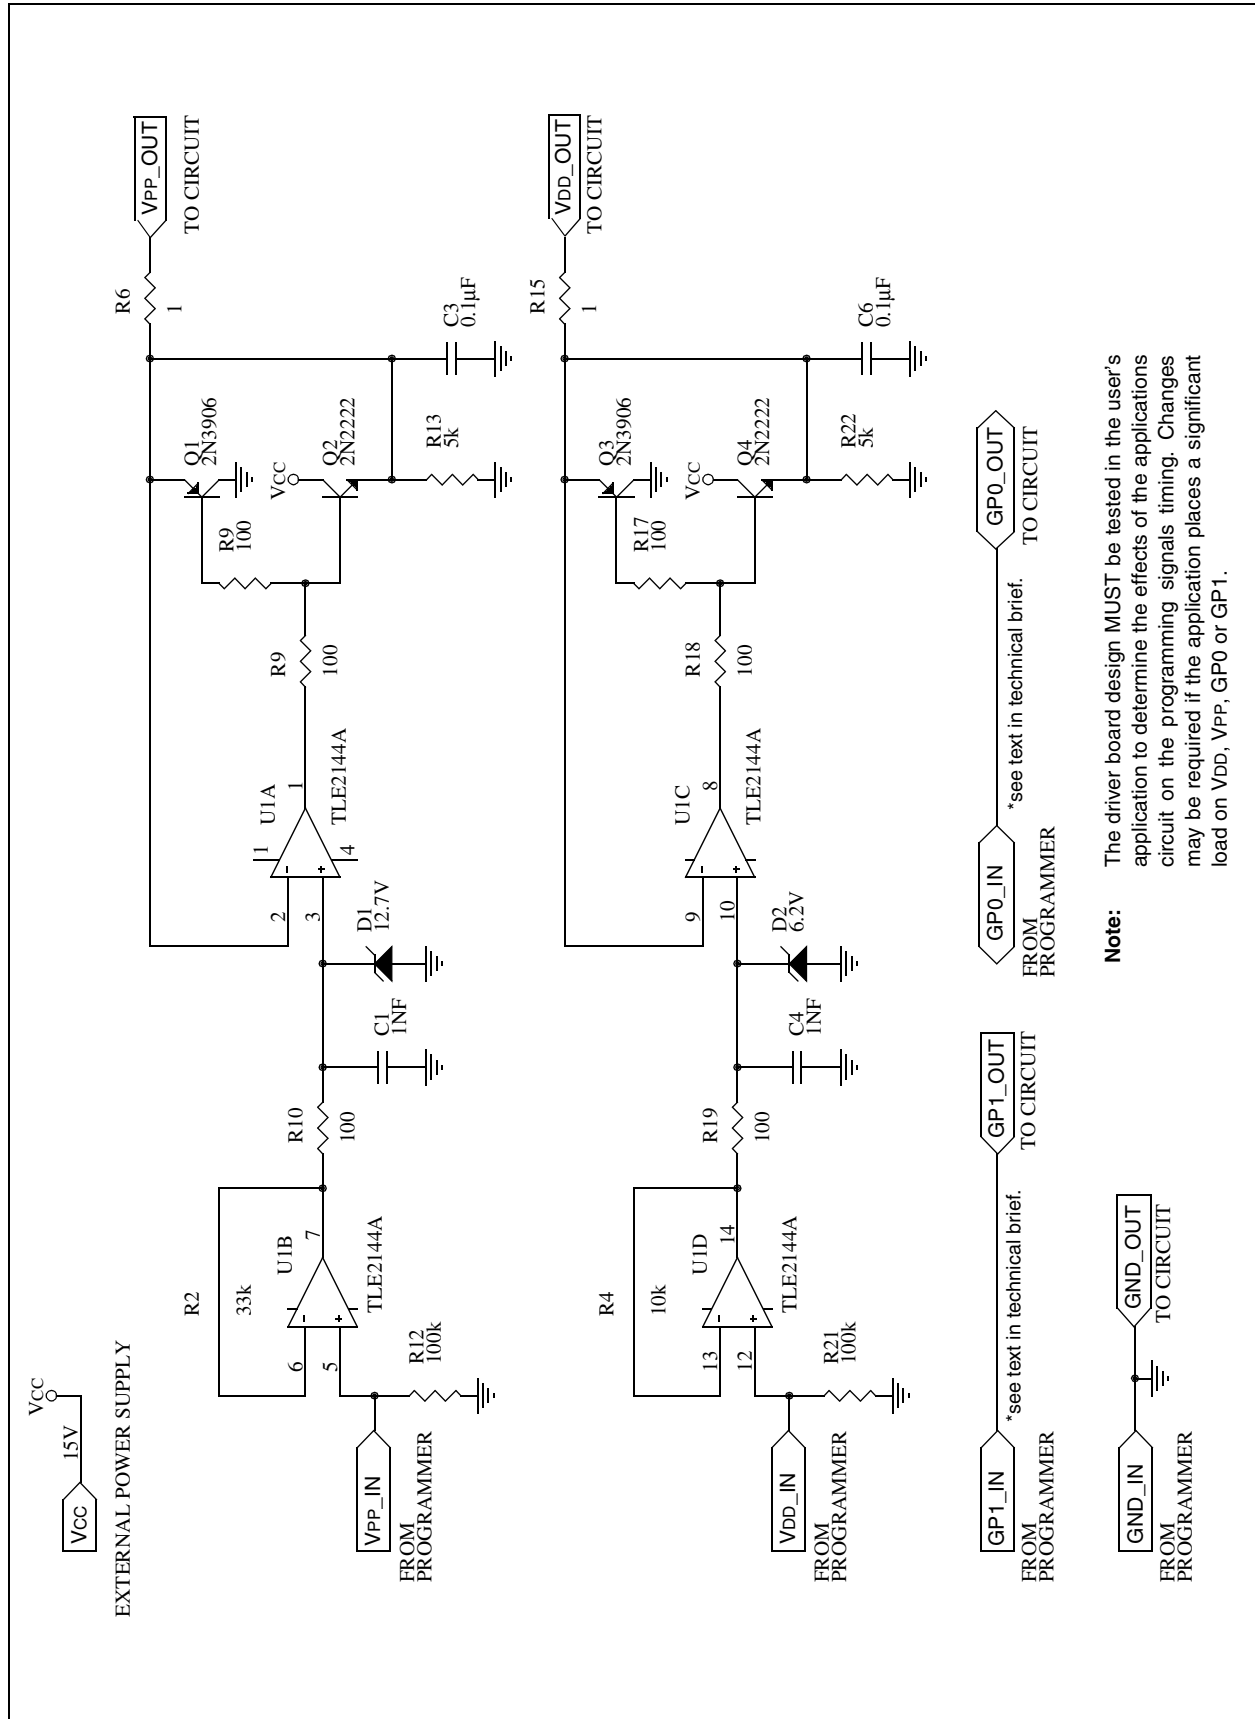 VCC
15V
VCC
EXTERNAL POWER SUPPLY
R2
33k
6
5
7
U1B
TLE2144A
VPP_IN
FROM
PROGRAMMER
R12
100k
R10
100
C1
1NF
D1
12.7V
2
3
1
4
1
U1A
TLE2144A
R9
100
R9
100
Q1
2N3906
VCC
Q2
2N2222
R13
5k
C3
0.1µF
R6
1
VPP_OUT
TO CIRCUIT
R4
10k
13
12
14
U1D
TLE2144A
VDD_IN
FROM
PROGRAMMER
R21
100k
R19
100
C4
1NF
D2
6.2V
9
10
8
U1C
TLE2144A
R18
100
R17
100
Q3
2N3906
VCC
Q4
2N2222
R22
5k
C6
0.1µF
R15
1
VDD_OUT
TO CIRCUIT
GP1_IN
FROM
PROGRAMMER
*see text in technical brief.
GP1_OUT
TO CIRCUIT
GP0_IN
FROM
PROGRAMMER
*see text in technical brief.
GP0_OUT
TO CIRCUIT
GND_IN
FROM
PROGRAMMER
GND_OUT
TO CIRCUIT
Note: The driver board design MUST be tested in the user's
application to determine the effects of the applications
circuit on the programming signals timing. Changes
may be required if the application places a significant
load on VDD, VPP, GP0 or GP1.